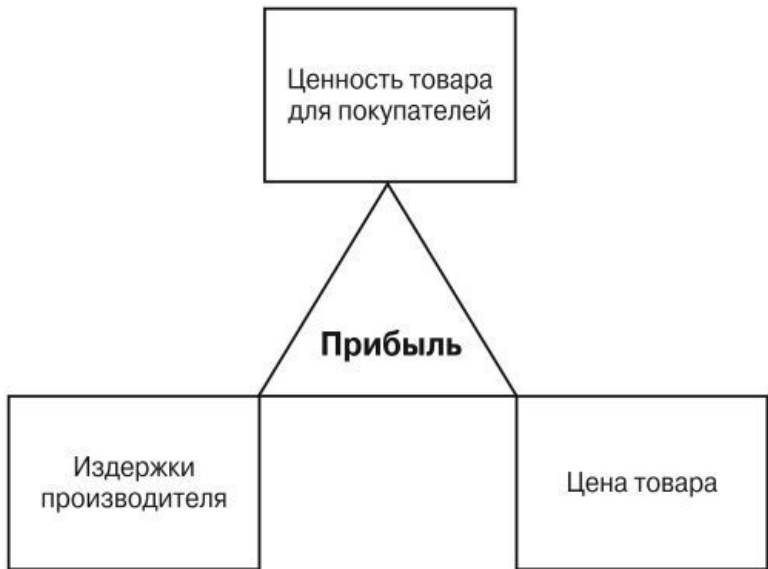 Ценность товара
для покупателей
Прибыль
Издержки
производителя
Цена товара